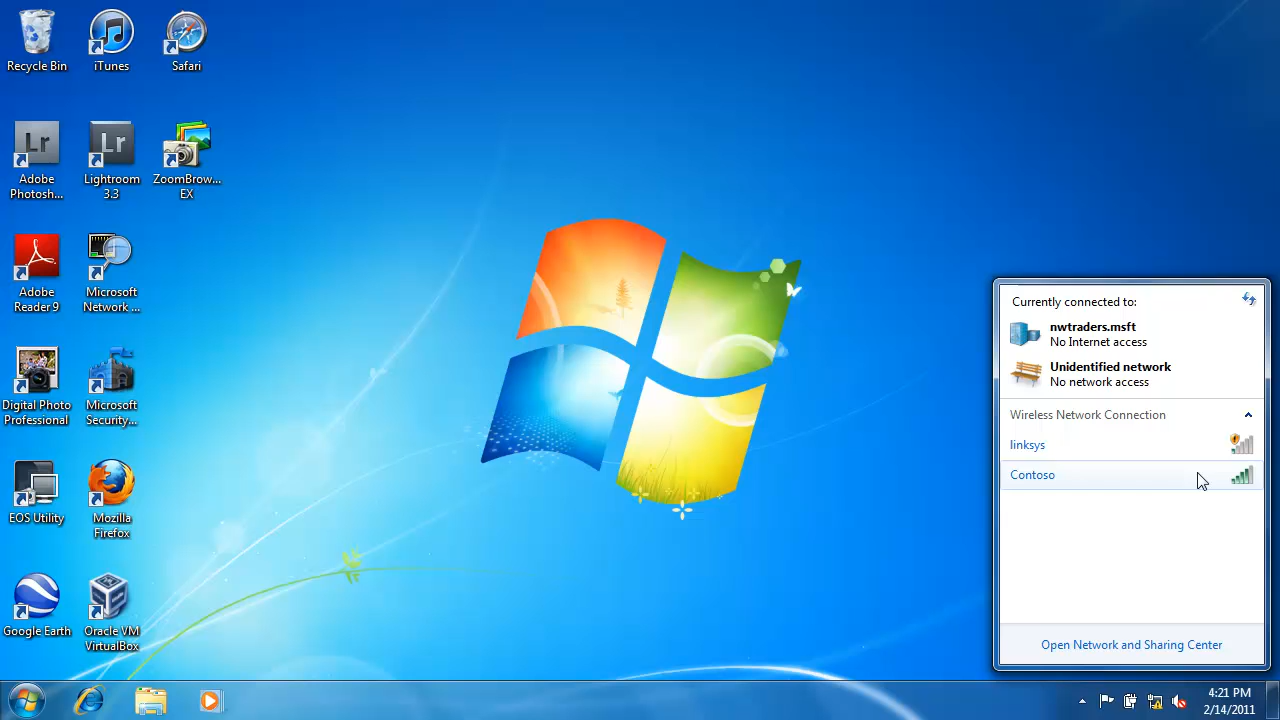 Recycle Bin
iTunes
Safari
Lr
Adobe
Photosh...
Lr
Lightroom
3.3
ZoomBrow...
EX
Adobe
Reader 9
Microsoft
Network ...
Digital Photo
Professional
Microsoft
Security...
EOS Utility
Mozilla
Firefox
Google Earth
Oracle VM
VirtualBox
Currently connected to:
nwtraders.msft
No Internet access
Unidentified network
No network access
Wireless Network Connection
linksys
Contoso
Open Network and Sharing Center
4:21 PM
2/14/2011